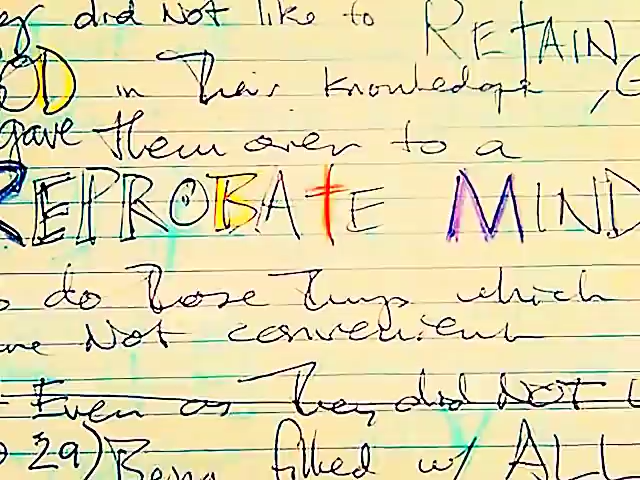 did Not like to RETAIN
in Their knowledge,
gave them over to a
REPROBATE MIND
do Those Things which
Not convenient
Even as They did NOT
29) Being filled w/ ALL